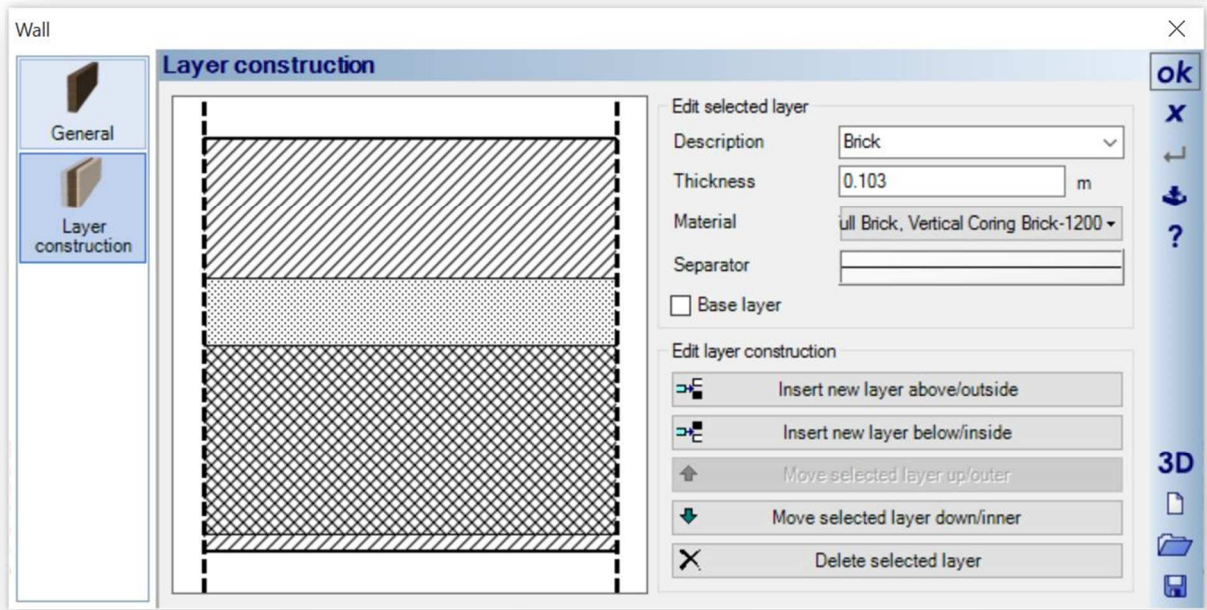 Wall
General
Layer
construction
Layer construction
Edit selected layer
Description
Brick
Thickness
0.103
m
Material
ull Brick, Vertical Coring Brick-1200
Separator
Base layer
Edit layer construction
Insert new layer above/outside
Insert new layer below/inside
Move selected layer up/outer
Move selected layer down/inner
Delete selected layer
ok
x
?
3D